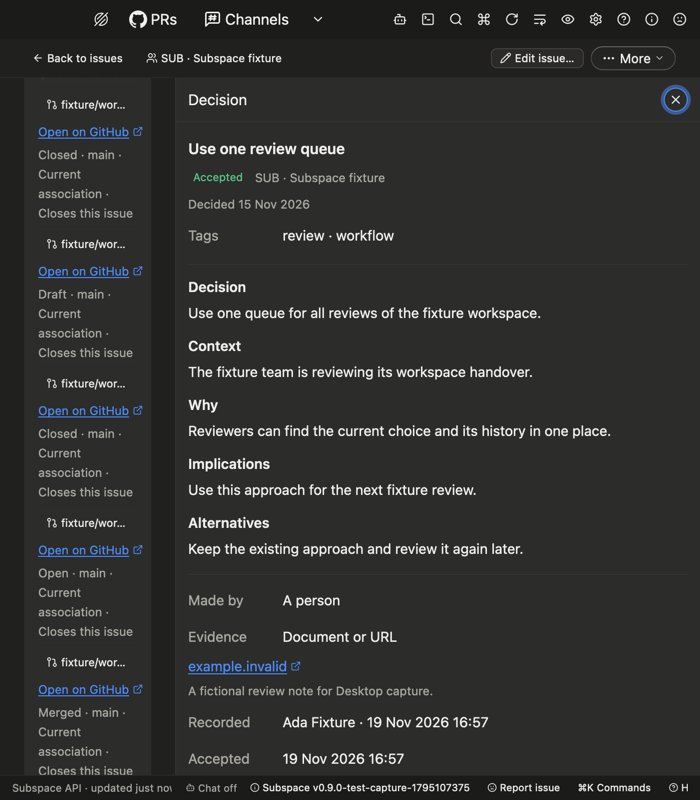 PRs
Channels
Back to issues
SUB · Subspace fixture
Edit issue...
More
fixture/wor...
Open on GitHub
Closed · main ·
Current
association ·
Closes this issue
fixture/wor...
Open on GitHub
Draft · main ·
Current
association ·
Closes this issue
fixture/wor...
Open on GitHub
Closed · main ·
Current
association ·
Closes this issue
fixture/wor...
Open on GitHub
Open · main ·
Current
association ·
Closes this issue
fixture/wor...
Open on GitHub
Merged · main ·
Current
association ·
Closes this issue
Decision
Use one review queue
Accepted SUB · Subspace fixture
Decided 15 Nov 2026
Tags review · workflow
Decision
Use one queue for all reviews of the fixture workspace.
Context
The fixture team is reviewing its workspace handover.
Why
Reviewers can find the current choice and its history in one place.
Implications
Use this approach for the next fixture review.
Alternatives
Keep the existing approach and review it again later.
Made by A person
Evidence Document or URL
example.invalid
A fictional review note for Desktop capture.
Recorded Ada Fixture · 19 Nov 2026 16:57
Accepted 19 Nov 2026 16:57
Subspace API · updated just nov
Chat off
Subspace v0.9.0-test-capture-1795107375
Report issue
⌘K Commands
H